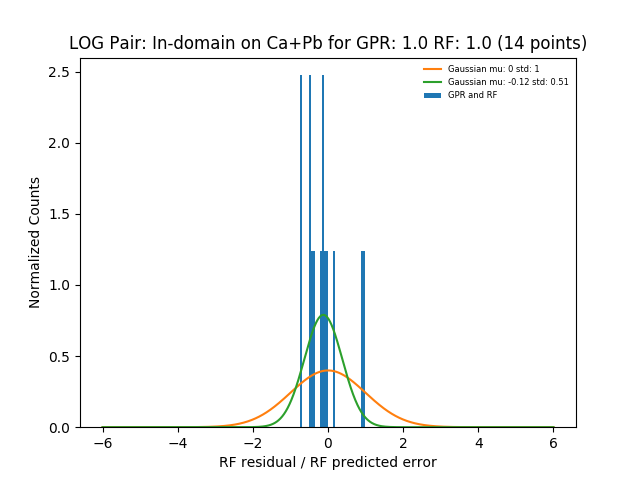 LOG Pair: In-domain on Ca+Pb for GPR: 1.0 RF: 1.0 (14 points)
Gaussian mu: 0 std: 1
Gaussian mu: -0.12 std: 0.51
GPR and RF
Normalized Counts
2.5
2.0
1.5
1.0
0.5
0.0
−6
−4
−2
0
2
4
6
RF residual / RF predicted error